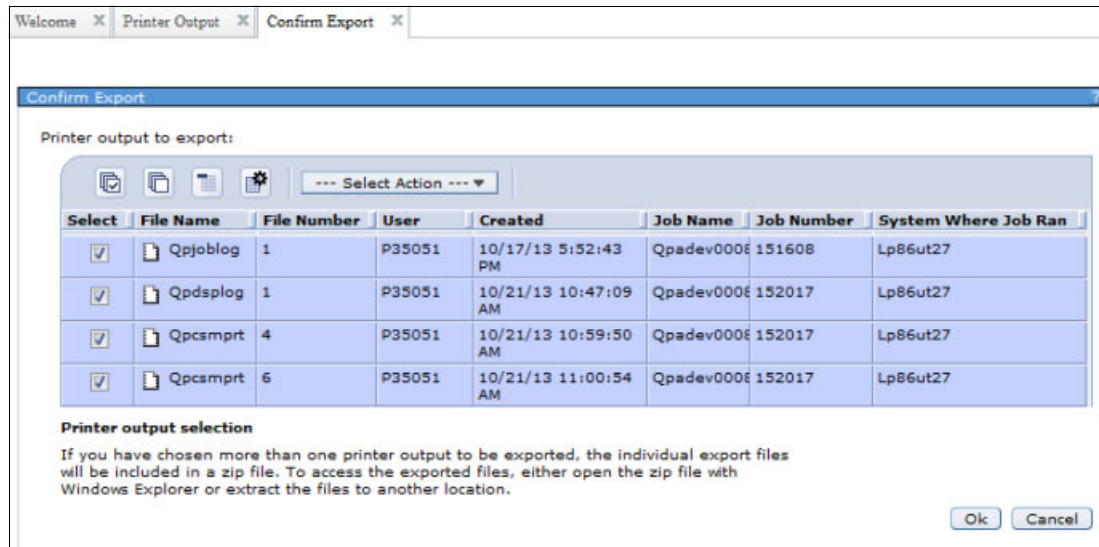 Welcome X Printer Output X Confirm Export X
Confirm Export ?
Printer output to export:
--- Select Action ---
Select File Name File Number User Created Job Name Job Number System Where Job Ran
Qpjoblog 1 P35051 10/17/13 5:52:43 PM Qpadev0008 151608 Lp86ut27
Qpdsplog 1 P35051 10/21/13 10:47:09 AM Qpadev0008 152017 Lp86ut27
Qpcsmprt 4 P35051 10/21/13 10:59:50 AM Qpadev0008 152017 Lp86ut27
Qpcsmprt 6 P35051 10/21/13 11:00:54 AM Qpadev0008 152017 Lp86ut27
Printer output selection
If you have chosen more than one printer output to be exported, the individual export files
will be included in a zip file. To access the exported files, either open the zip file with
Windows Explorer or extract the files to another location.
Ok Cancel